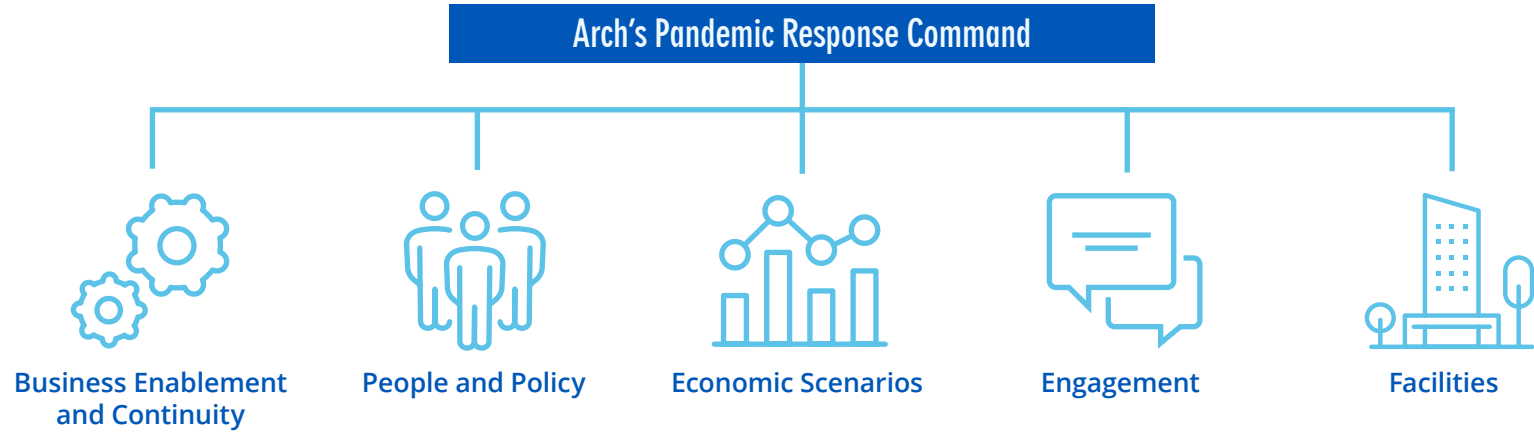 Arch’s Pandemic Response Command
Business Enablement
and Continuity
People and Policy
Economic Scenarios
Engagement
Facilities